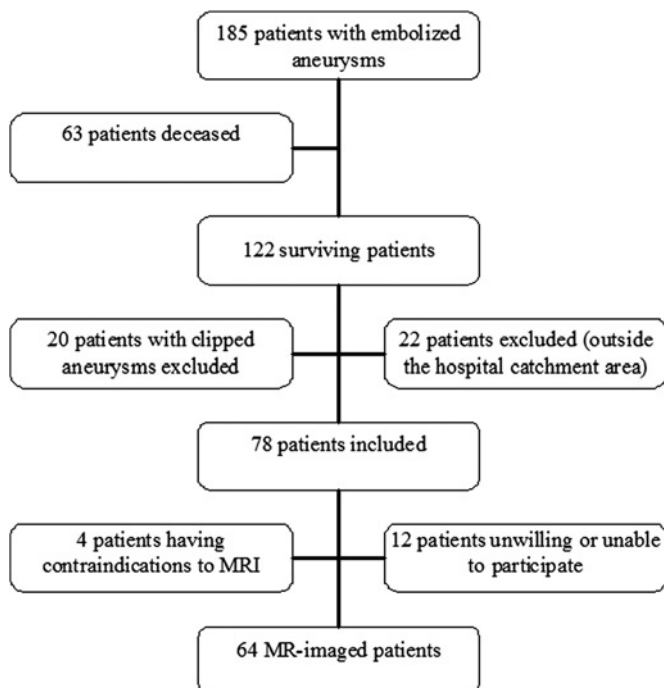 185 patients with embolized
aneurysms
63 patients deceased
122 surviving patients
20 patients with clipped
aneurysms excluded
22 patients excluded (outside
the hospital catchment area)
78 patients included
4 patients having
contraindications to MRI
12 patients unwilling or unable
to participate
64 MR-imaged patients